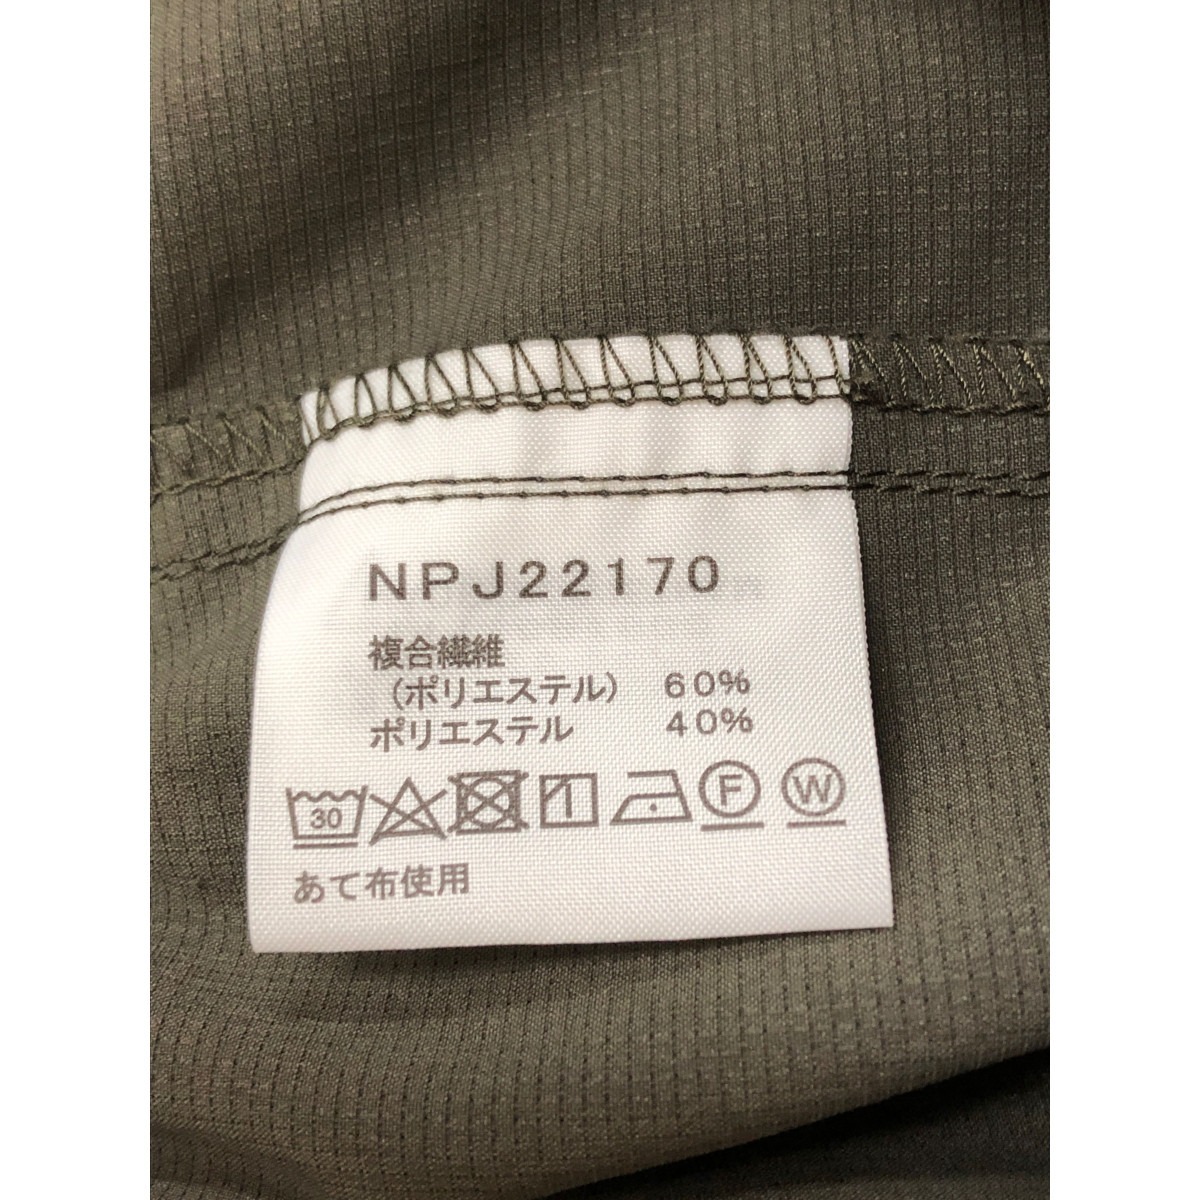 NPJ22170
複合繊維
(ポリエステル) 60%
ポリエステル 40%
30 F W
あて布使用